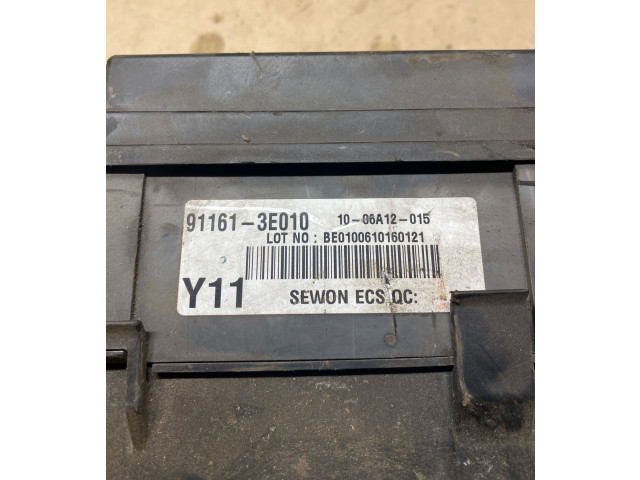 91161-3E010 10-06A12-015
LOT NO : BE0100610160121
Y11 SEWON ECS QC: